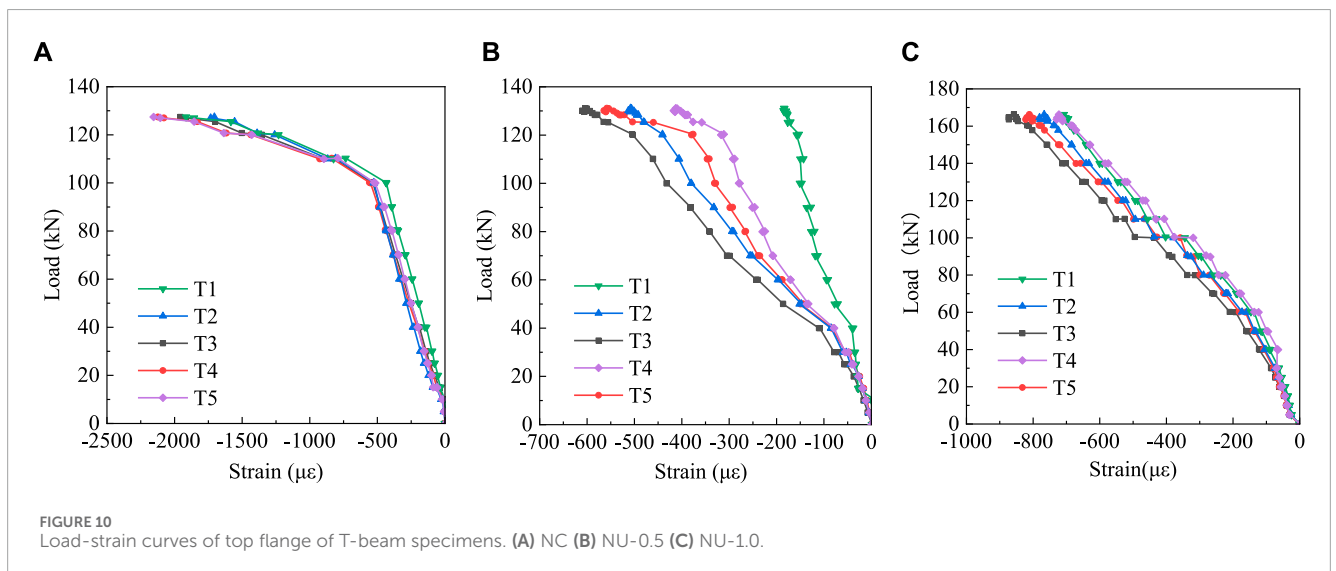 A
140
120
100
80
60
40
20
0
Load (kN)
T1
T2
T3
T4
T5
-2500 -2000 -1500 -1000 -500 0
Strain (με)
B
140
120
100
80
60
40
20
0
Load (kN)
T1
T2
T3
T4
T5
-700 -600 -500 -400 -300 -200 -100 0
Strain (με)
C
180
160
140
120
100
80
60
40
20
0
Load (kN)
T1
T2
T3
T4
T5
-1000 -800 -600 -400 -200 0
Strain(με)
FIGURE 10
Load-strain curves of top flange of T-beam specimens. (A) NC (B) NU-0.5 (C) NU-1.0.